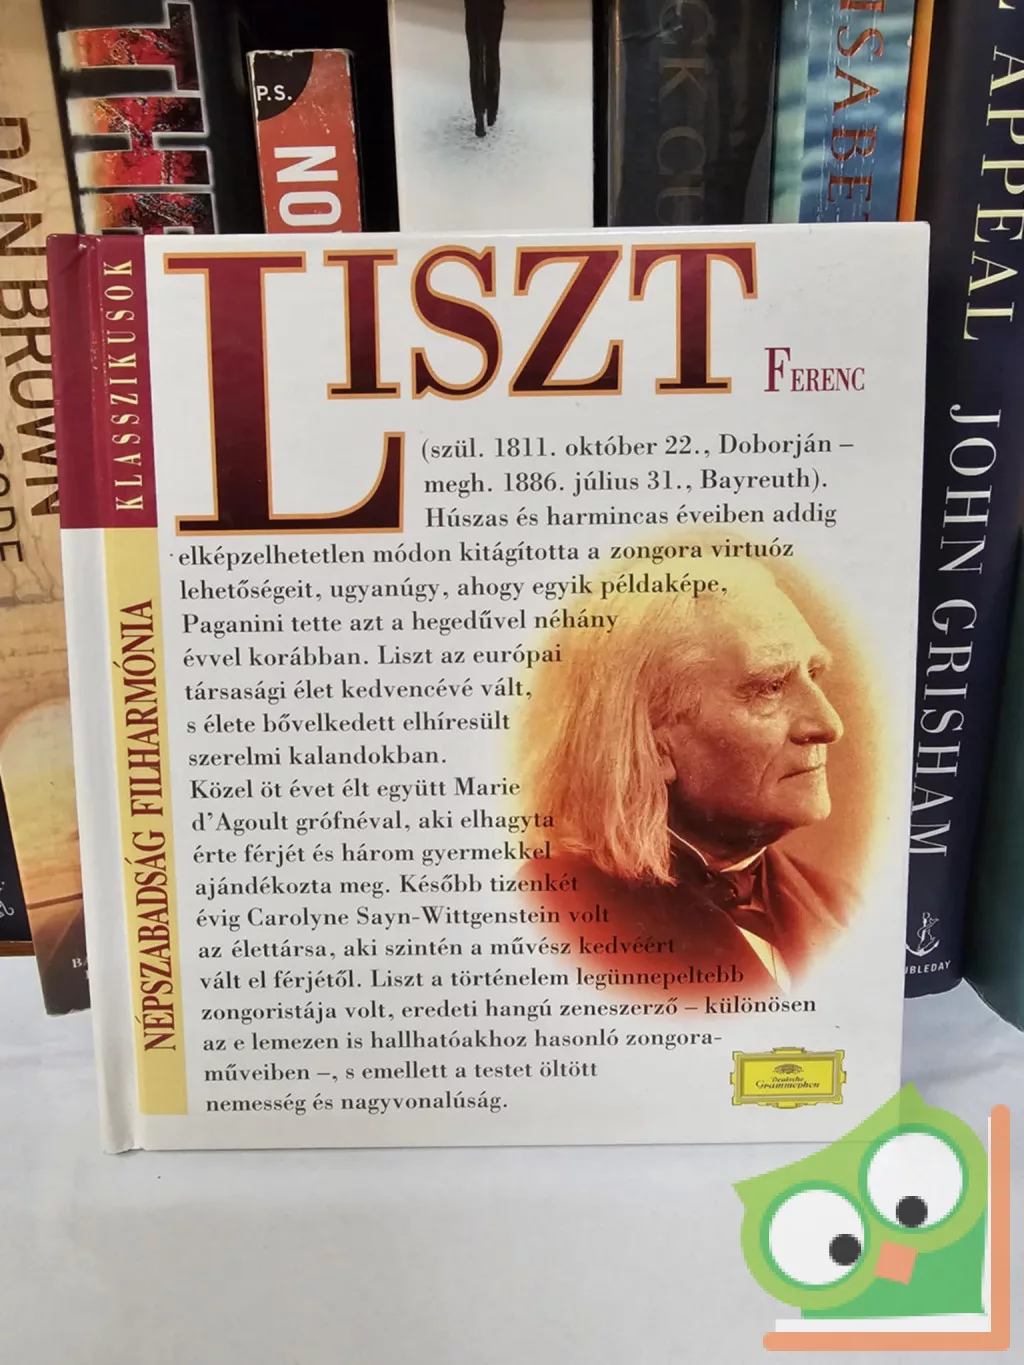 DAN BROWN
P.S.
NO
CK CU
ISABE
APPEAL
JOHN GRISHAM
UBLEDAY
KLASSZIKUSOK
NÉPSZABADSÁG FILHARMÓNIA
LISZT
FERENC
(szül. 1811. október 22., Doborján –
megh. 1886. július 31., Bayreuth).
Húszas és harmincas éveiben addig
elképzelhetetlen módon kitágította a zongora virtuóz
lehetőségeit, ugyanúgy, ahogy egyik példaképe,
Paganini tette azt a hegedűvel néhány
évvel korábban. Liszt az európai
társasági élet kedvencévé vált,
s élete bővelkedett elhíresült
szerelmi kalandokban.
Közel öt évet élt együtt Marie
d'Agoult grófnéval, aki elhagyta
érte férjét és három gyermekkel
ajándékozta meg. Később tizenkét
évig Carolyne Sayn-Wittgenstein volt
az élettársa, aki szintén a művész kedvéért
vált el férjétől. Liszt a történelem legünnepeltebb
zongoristája volt, eredeti hangú zeneszerző – különösen
az e lemezen is hallhatóakhoz hasonló zongora-
műveiben –, s emellett a testet öltött
nemesség és nagyvonalúság.
Deutsche
Grammophon